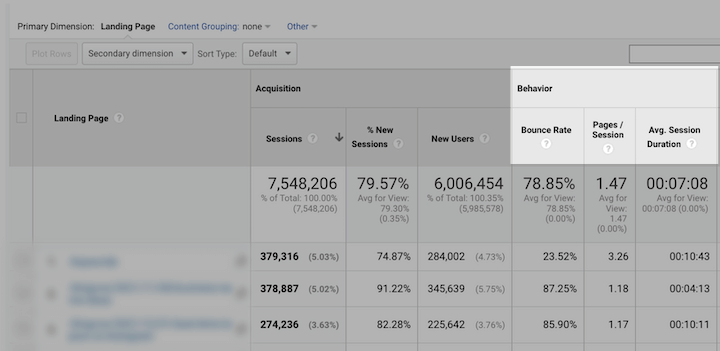 Primary Dimension: Landing Page Content Grouping: none Other
Plot Rows Secondary dimension Sort Type: Default
Acquisition Behavior
Landing Page ? Sessions ? % New Sessions ? New Users ? Bounce Rate ? Pages / Session ? Avg. Session Duration ?
7,548,206 79.57% 6,006,454 78.85% 1.47 00:07:08
% of Total: 100.00% (7,548,206) Avg for View: 79.30% (0.35%) % of Total: 100.35% (5,985,578) Avg for View: 78.85% (0.00%) Avg for View: 1.47 (0.00%) Avg for View: 00:07:08 (0.00%)
379,316 (5.03%) 74.87% 284,002 (4.73%) 23.52% 3.26 00:10:43
378,887 (5.02%) 91.22% 345,639 (5.75%) 87.25% 1.18 00:04:13
274,236 (3.63%) 82.28% 225,642 (3.76%) 85.90% 1.17 00:10:11